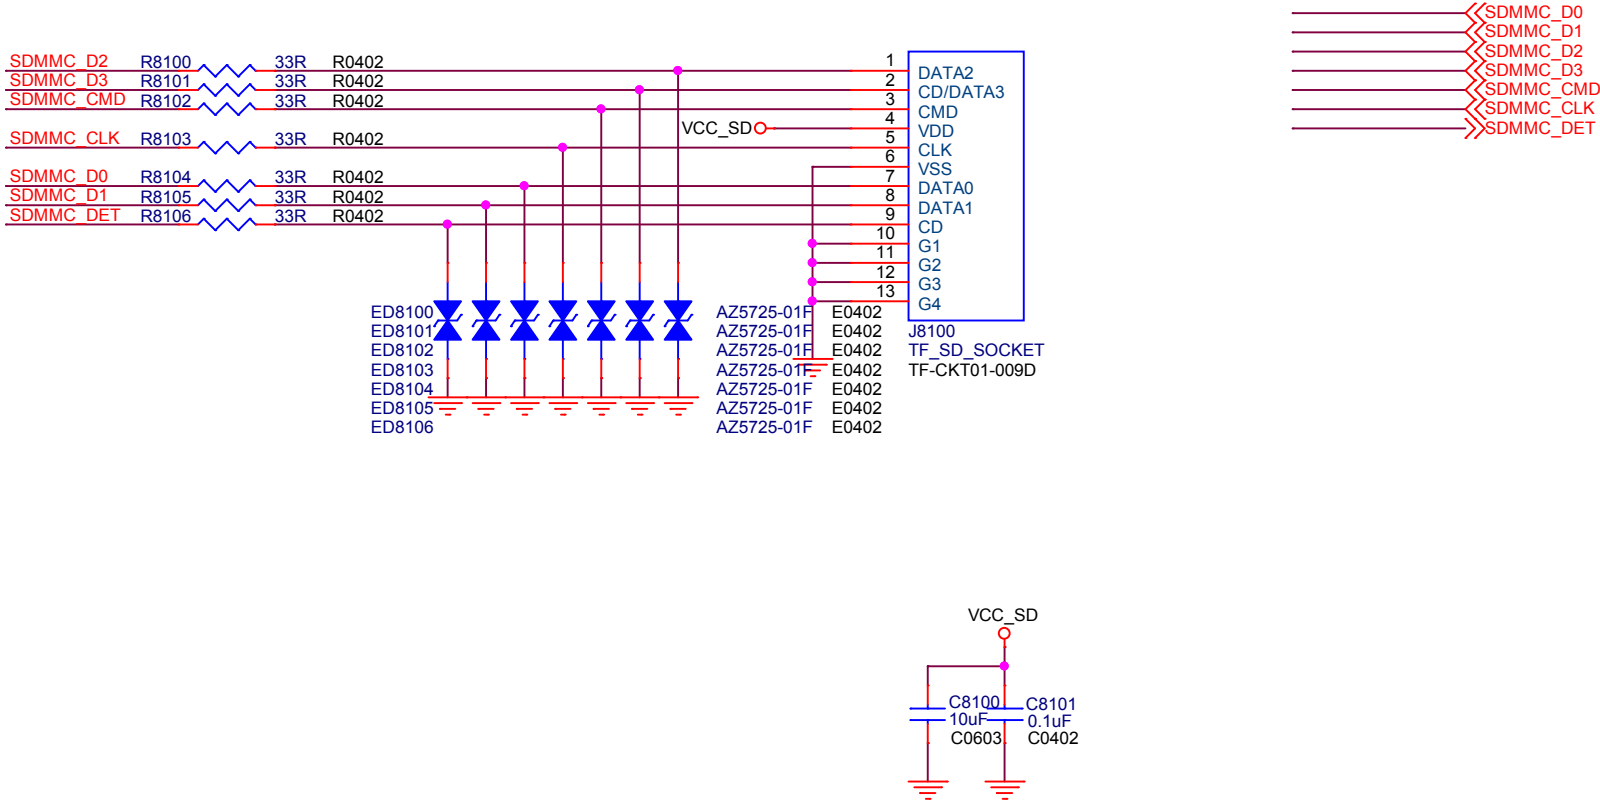 SDMMC_D0
SDMMC_D1
SDMMC_D2
SDMMC_D3
SDMMC_CMD
SDMMC_CLK
SDMMC_DET
SDMMC_D2 R8100 33R R0402
SDMMC_D3 R8101 33R R0402
SDMMC_CMD R8102 33R R0402
SDMMC_CLK R8103 33R R0402
SDMMC_D0 R8104 33R R0402
SDMMC_D1 R8105 33R R0402
SDMMC_DET R8106 33R R0402
VCC_SD
1 DATA2
2 CD/DATA3
3 CMD
4 VDD
5 CLK
6 VSS
7 DATA0
8 DATA1
9 CD
10 G1
11 G2
12 G3
13 G4
J8100
TF_SD_SOCKET
TF-CKT01-009D
ED8100 AZ5725-01F E0402
ED8101 AZ5725-01F E0402
ED8102 AZ5725-01F E0402
ED8103 AZ5725-01F E0402
ED8104 AZ5725-01F E0402
ED8105 AZ5725-01F E0402
ED8106 AZ5725-01F E0402
VCC_SD
C8100 C8101
10uF 0.1uF
C0603 C0402